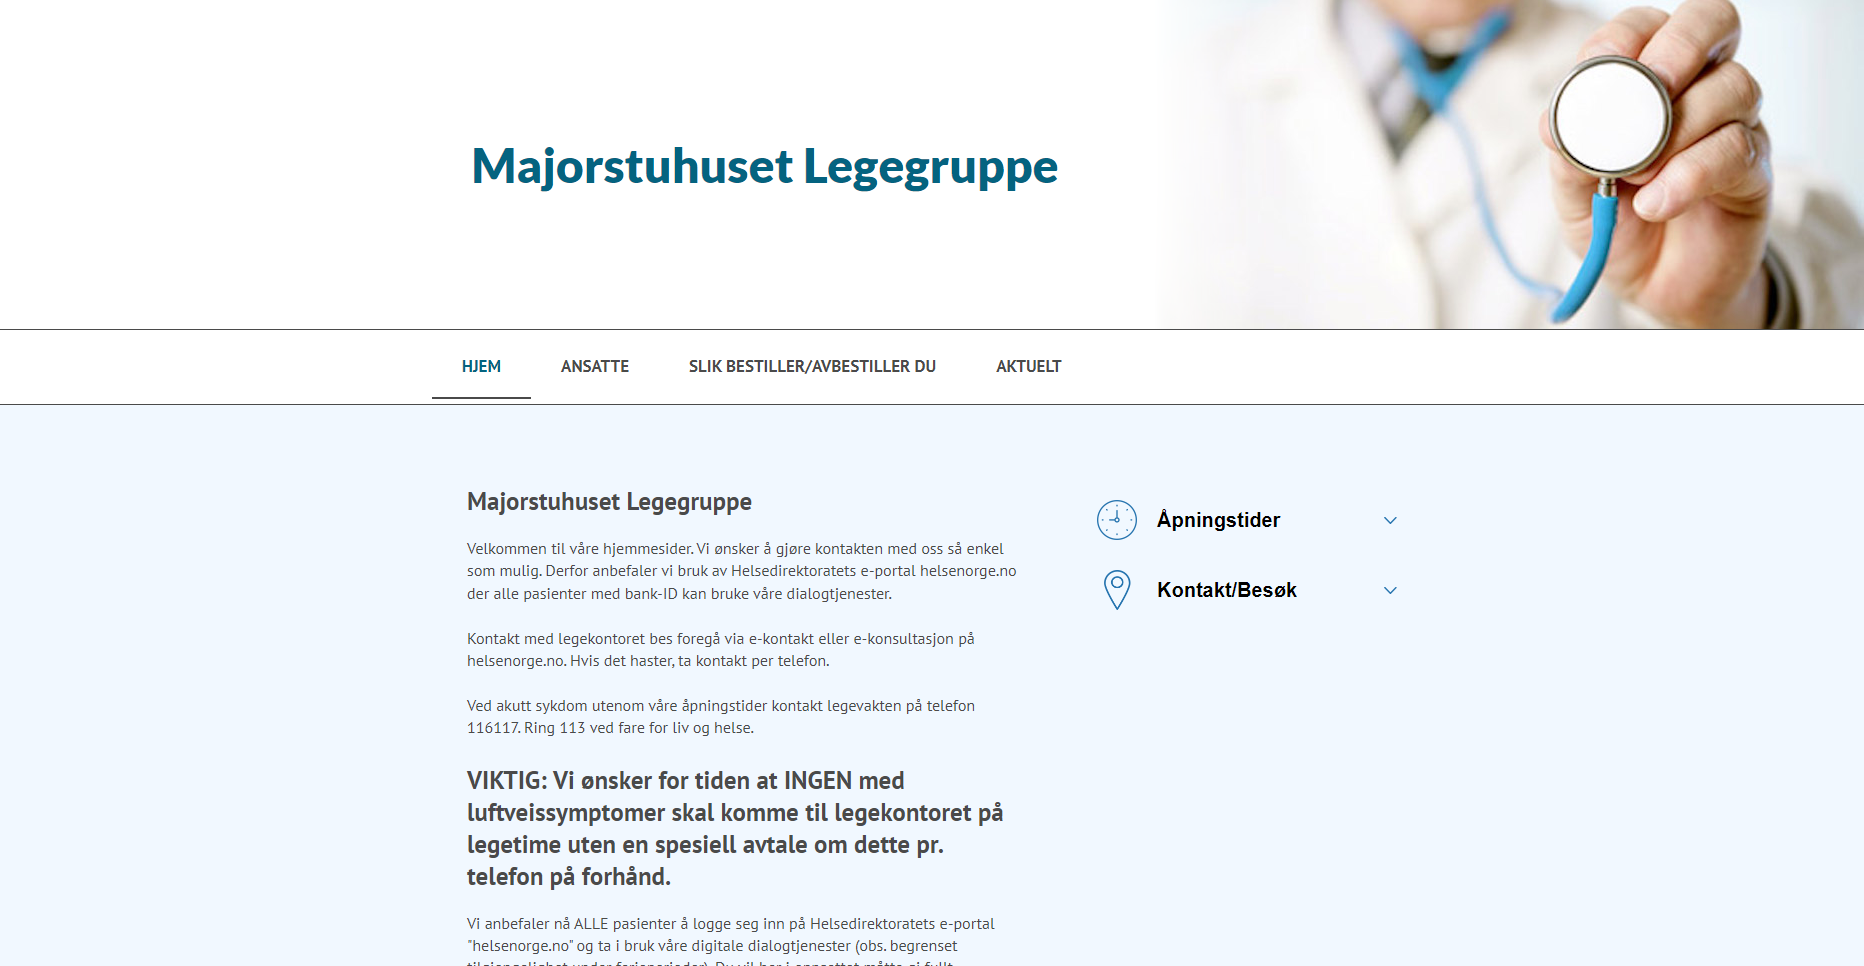 Majorstuhuset Legegruppe
HJEM ANSATTE SLIK BESTILLER/AVBESTILLER DU AKTUELT
Majorstuhuset Legegruppe
Velkommen til våre hjemmesider. Vi ønsker å gjøre kontakten med oss så enkel
som mulig. Derfor anbefaler vi bruk av Helsedirektoratets e-portal helsenorge.no
der alle pasienter med bank-ID kan bruke våre dialogtjenester.
Kontakt med legekontoret bes foregå via e-kontakt eller e-konsultasjon på
helsenorge.no. Hvis det haster, ta kontakt per telefon.
Ved akutt sykdom utenom våre åpningstider kontakt legevakten på telefon
116117. Ring 113 ved fare for liv og helse.
VIKTIG: Vi ønsker for tiden at INGEN med
luftveissymptomer skal komme til legekontoret på
legetime uten en spesiell avtale om dette pr.
telefon på forhånd.
Vi anbefaler nå ALLE pasienter å logge seg inn på Helsedirektoratets e-portal
"helsenorge.no" og ta i bruk våre digitale dialogtjenester (obs. begrenset
Åpningstider
Kontakt/Besøk